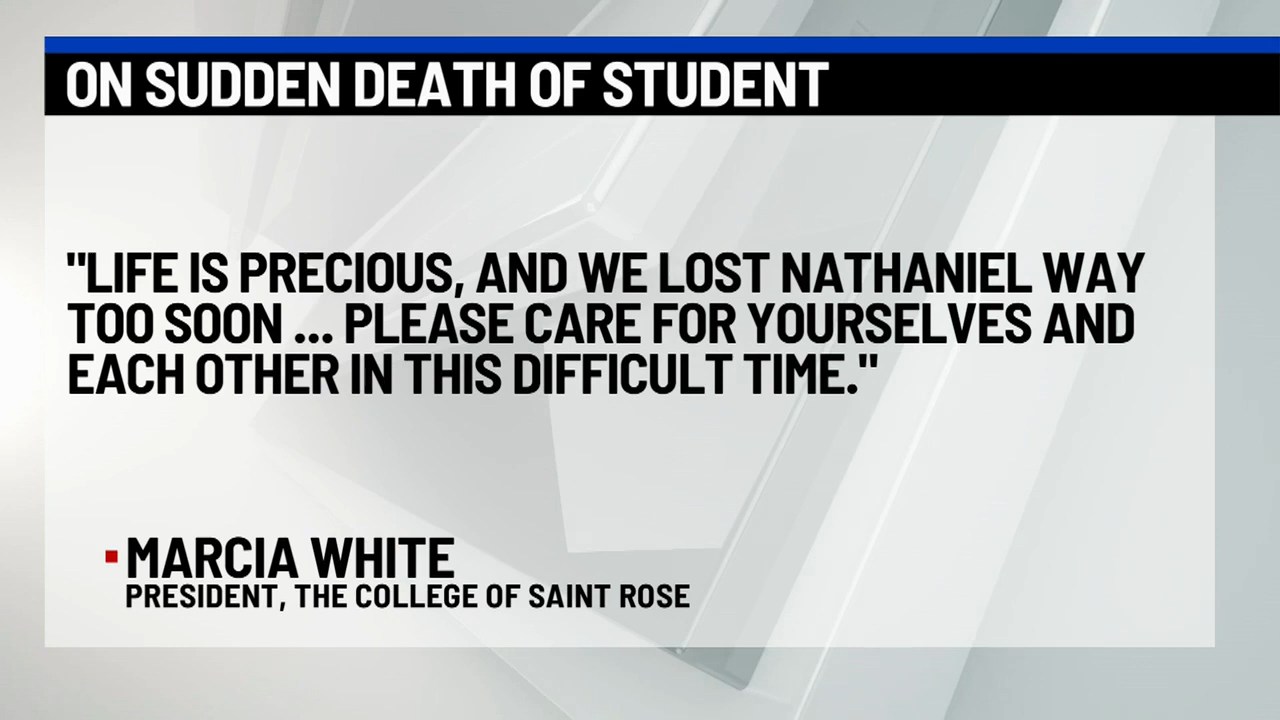 ON SUDDEN DEATH OF STUDENT
"LIFE IS PRECIOUS, AND WE LOST NATHANIEL WAY
TOO SOON ... PLEASE CARE FOR YOURSELVES AND
EACH OTHER IN THIS DIFFICULT TIME."
MARCIA WHITE
PRESIDENT, THE COLLEGE OF SAINT ROSE